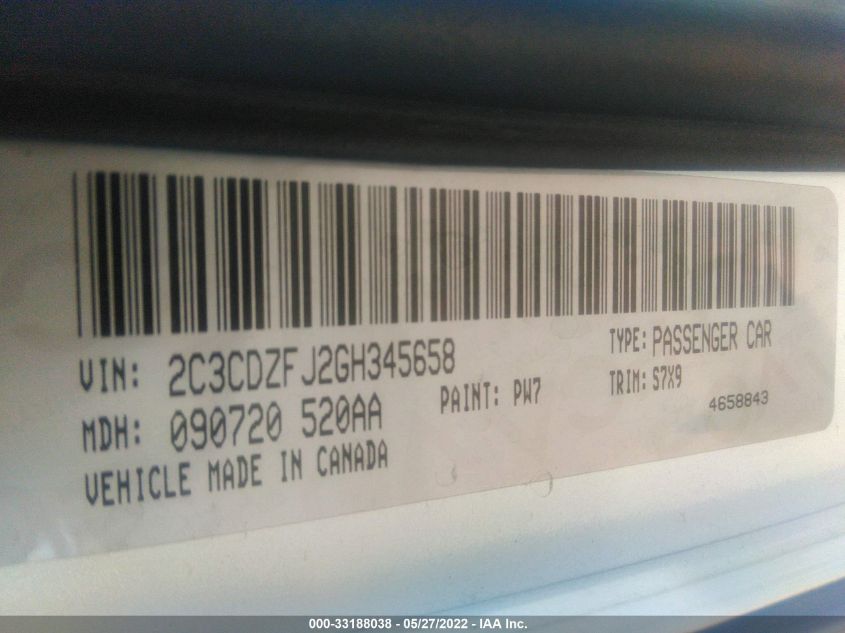 VIN: 2C3CDZFJ2GH345658
TYPE: PASSENGER CAR
MDH: 090720 520AA
PAINT: PW7
TRIM: S7X9
4658843
VEHICLE MADE IN CANADA
000-33188038 - 05/27/2022 - IAA Inc.